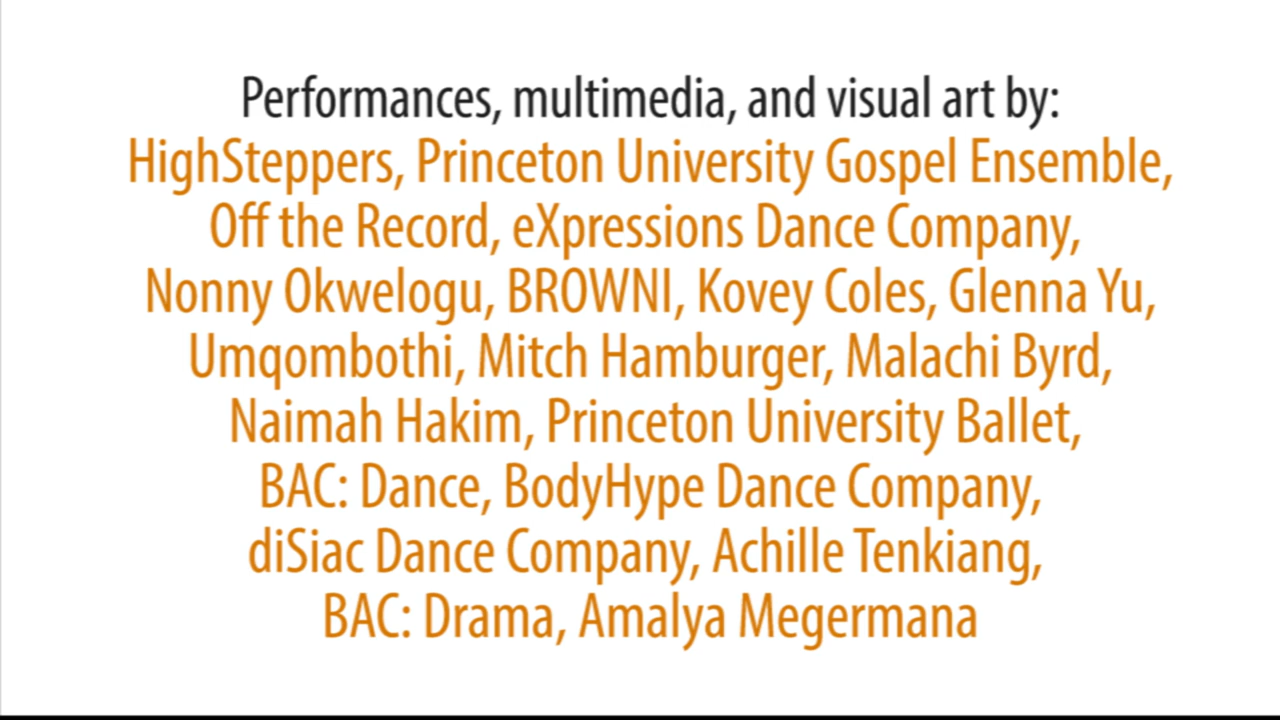 Performances, multimedia, and visual art by:
HighSteppers, Princeton University Gospel Ensemble,
Off the Record, eXpressions Dance Company,
Nonny Okwelogu, BROWNI, Kovey Coles, Glenna Yu,
Umqombothi, Mitch Hamburger, Malachi Byrd,
Naimah Hakim, Princeton University Ballet,
BAC: Dance, BodyHype Dance Company,
diSiac Dance Company, Achille Tenkiang,
BAC: Drama, Amalya Megermana